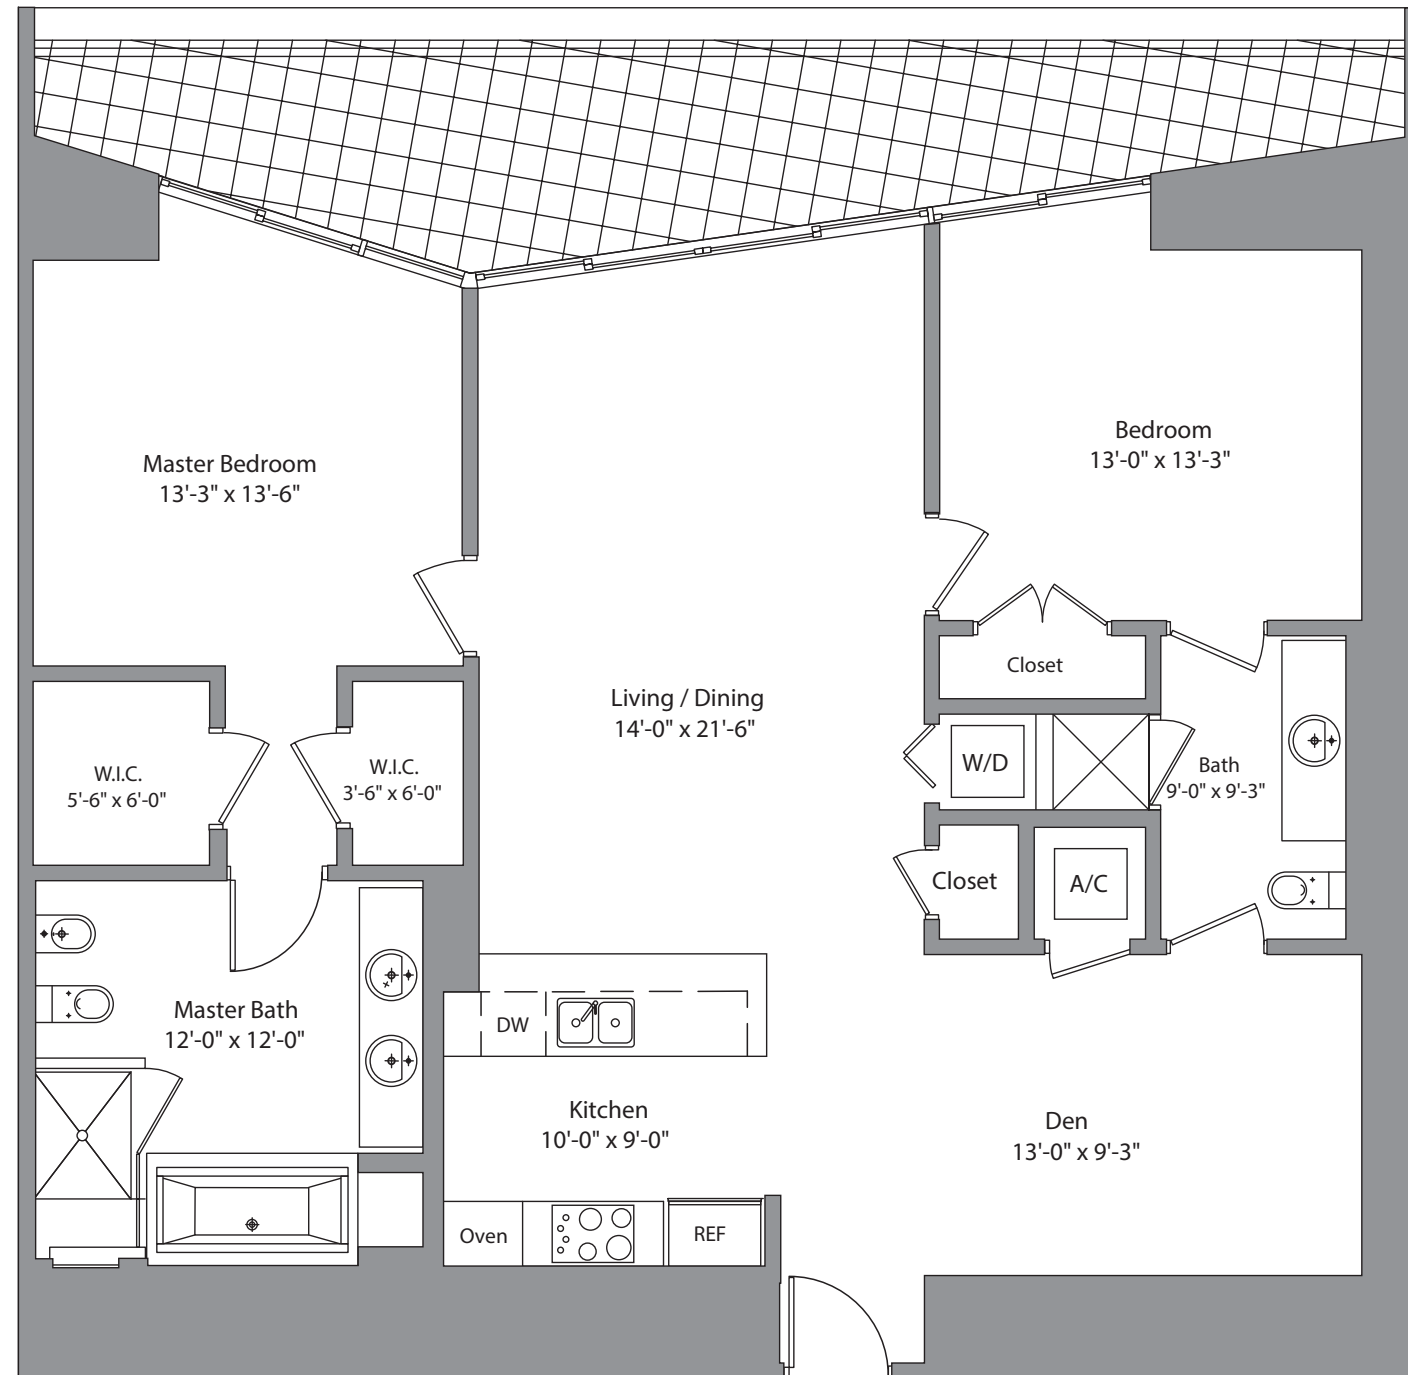 Bedroom
13'-0" x 13'-3"
Master Bedroom
13'-3" x 13'-6"
Closet
Living / Dining
14'-0" x 21'-6"
W.I.C.
5'-6" x 6'-0"
W.I.C.
3'-6" x 6'-0"
W/D
Bath
9'-0" x 9'-3"
Closet
A/C
Master Bath
12'-0" x 12'-0"
DW
Kitchen
10'-0" x 9'-0"
Den
13'-0" x 9'-3"
Oven
REF